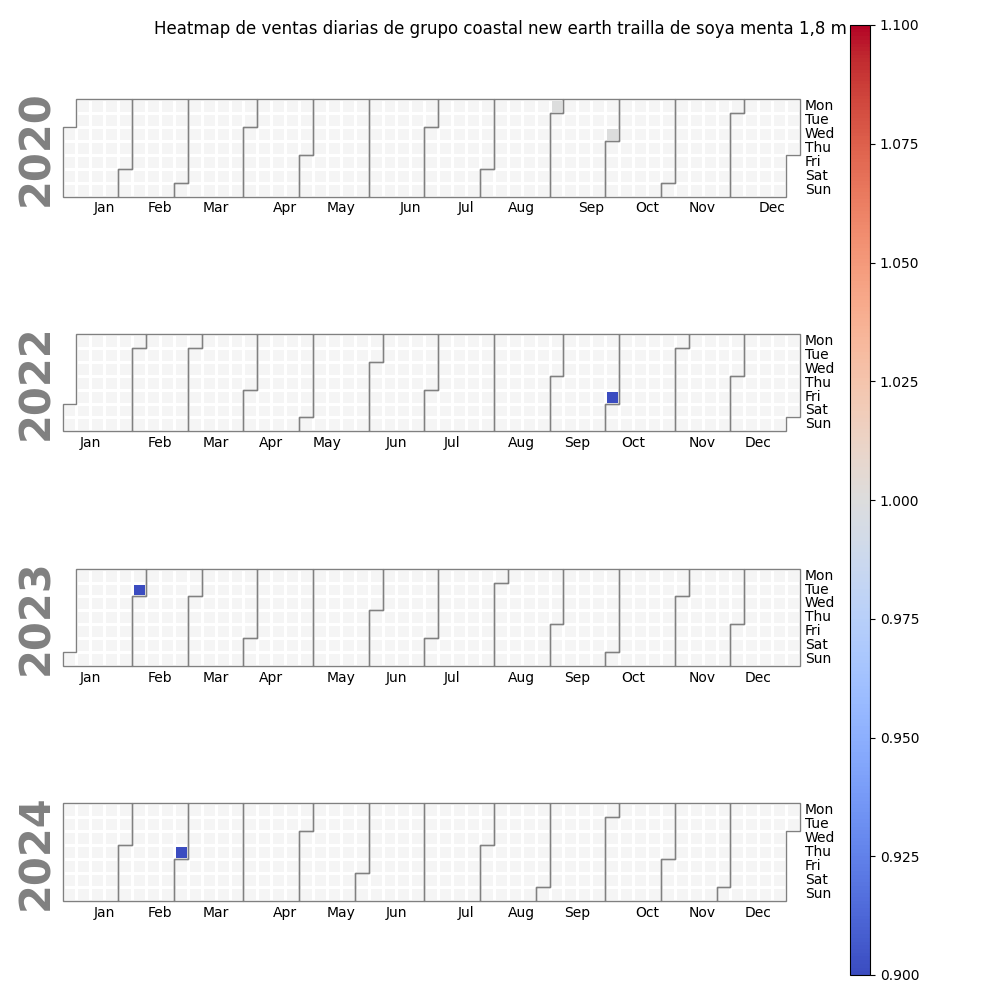 Heatmap de ventas diarias de grupo coastal new earth trailla de soya menta 1,8 m
2020
Mon
Tue
Wed
Thu
Fri
Sat
Sun
Jan Feb Mar Apr May Jun Jul Aug Sep Oct Nov Dec
2022
Mon
Tue
Wed
Thu
Fri
Sat
Sun
Jan Feb Mar Apr May Jun Jul Aug Sep Oct Nov Dec
2023
Mon
Tue
Wed
Thu
Fri
Sat
Sun
Jan Feb Mar Apr May Jun Jul Aug Sep Oct Nov Dec
2024
Mon
Tue
Wed
Thu
Fri
Sat
Sun
Jan Feb Mar Apr May Jun Jul Aug Sep Oct Nov Dec
1.100
1.075
1.050
1.025
1.000
0.975
0.950
0.925
0.900